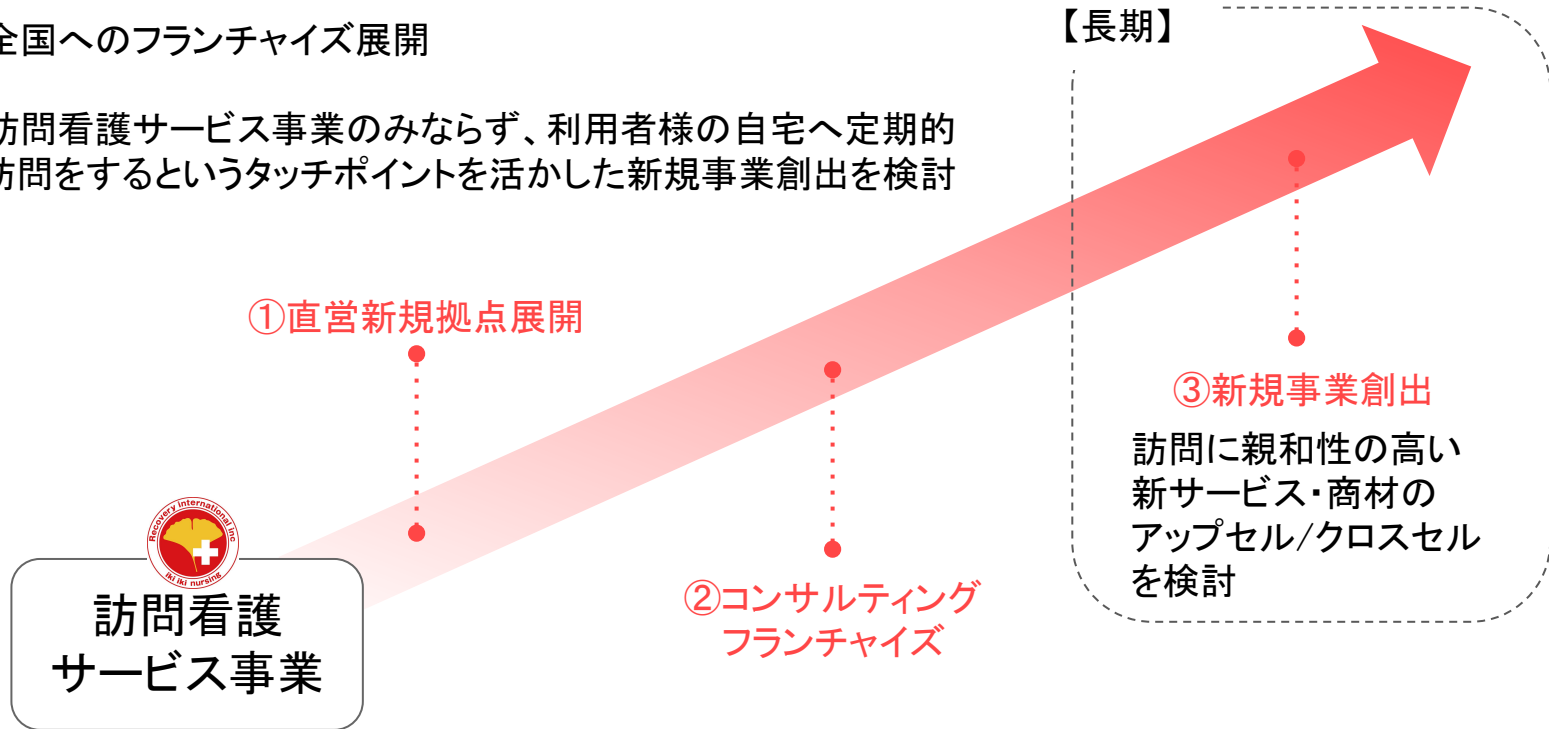 全国へのフランチャイズ展開
訪問看護サービス事業のみならず、利用者様の自宅へ定期的
訪問をするというタッチポイントを活かした新規事業創出を検討
【長期】
①直営新規拠点展開
②コンサルティング
フランチャイズ
③新規事業創出
訪問に親和性の高い
新サービス・商材の
アップセル/クロスセル
を検討
Recovery international inc
iki iki nursing
訪問看護
サービス事業